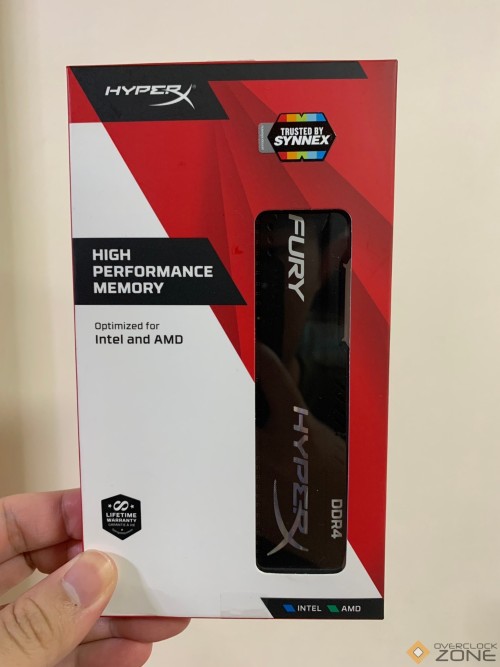 HYPERX
TRUSTED BY
SYNNEX
HIGH
PERFORMANCE
MEMORY
Optimized for
Intel and AMD
FURY
HYPERX
DDR4
LIFETIME
WARRANTY
INTEL
AMD
OVERCLOCK
ZONE